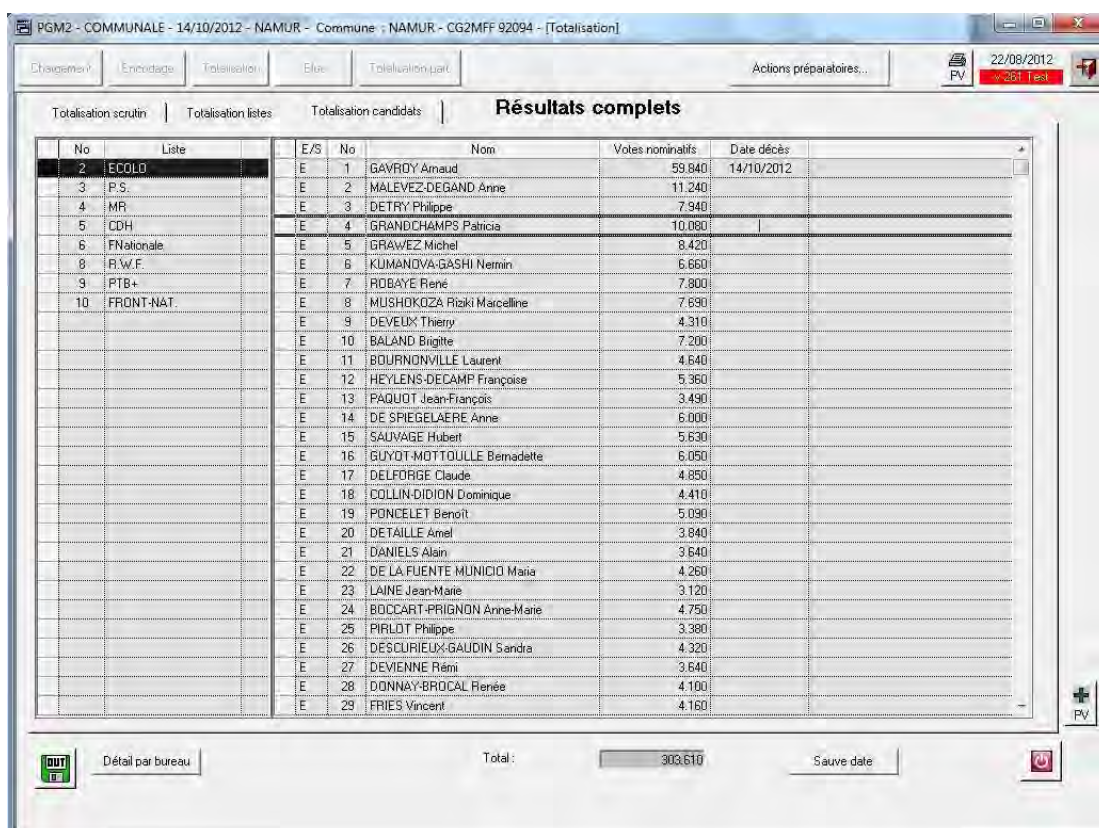 PGM2 - COMMUNALE - 14/10/2012 - NAMUR - Commune : NAMUR - CG2MFF 92094 - [Totalisation]
Chargement Encodage Totalisation Elus Totalisation part. Actions préparatoires... PV 22/08/2012
v-261 Test
Totalisation scrutin Totalisation listes Totalisation candidats Résultats complets
No Liste E/S No Nom Votes nominatifs Date décès
2 ECOLO E 1 GAVROY Arnaud 59.840 14/10/2012
3 P.S. E 2 MALEVEZ-DEGAND Anne 11.240
4 MR E 3 DETRY Philippe 7.940
5 CDH E 4 GRANDCHAMPS Patricia 10.080
6 FNationale E 5 GRAWEZ Michel 8.420
8 R.W.F. E 6 KUMANOVA-GASHI Nermin 6.660
9 PTB+ E 7 ROBAYE René 7.800
10 FRONT-NAT. E 8 MUSHOKOZA Riziki Marcelline 7.690
E 9 DEVEUX Thierry 4.310
E 10 BALAND Brigitte 7.200
E 11 BOURNONVILLE Laurent 4.640
E 12 HEYLENS-DECAMP Françoise 5.360
E 13 PAQUOT Jean-François 3.490
E 14 DE SPIEGELAERE Anne 6.000
E 15 SAUVAGE Hubert 5.630
E 16 GUYOT-MOTTOULLE Bernadette 6.050
E 17 DELFORGE Claude 4.850
E 18 COLLIN-DIDION Dominique 4.410
E 19 PONCELET Benoît 5.090
E 20 DETAILLE Amel 3.840
E 21 DANIELS Alain 3.640
E 22 DE LA FUENTE MUNICIO Maria 4.260
E 23 LAINE Jean-Marie 3.120
E 24 BOCCART-PRIGNON Anne-Marie 4.750
E 25 PIRLOT Philippe 3.380
E 26 DESCURIEUX-GAUDIN Sandra 4.320
E 27 DEVIENNE Rémi 3.640
E 28 DONNAY-BROCAL Renée 4.100
E 29 FRIES Vincent 4.160
PV
OUT Détail par bureau Total : 303.610 Sauve date